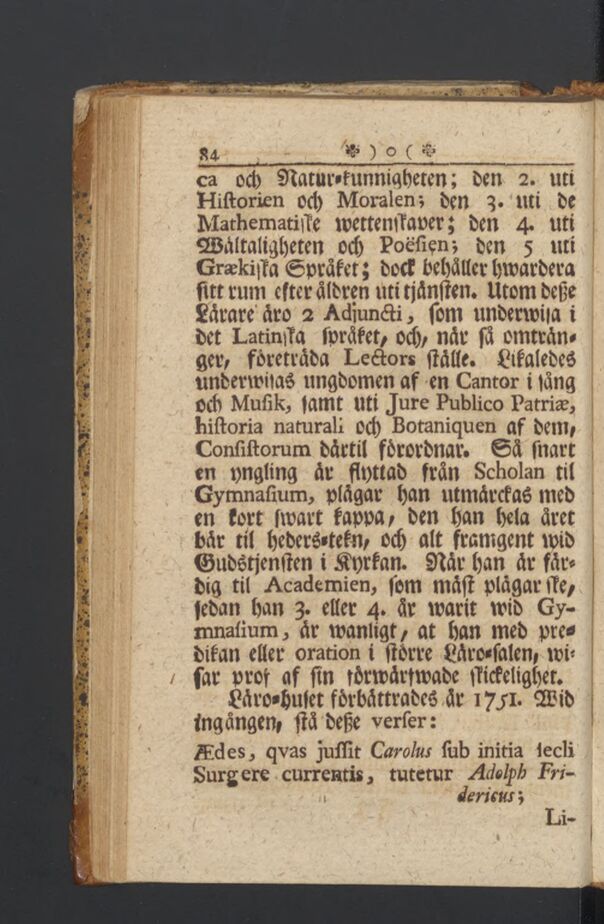 84 ✾ ) o ( ✾
ca och Natur-kunnigheten; den 2. uti
Historien och Moralen; den 3. uti de
Mathematiske wettenskaper; den 4. uti
Wältaligheten och Poësien; den 5 uti
Grækiska Språket; dock behåller hwardera
sitt rum efter åldren uti tjänsten. Utom deße
Lärare äro 2 Adjuncti, som underwisa i
det Latinska språket, och, när så omträn-
ger, företräda Lectors ställe. Likaledes
underwisas ungdomen af en Cantor i sång
och Musik, samt uti Jure Publico Patriæ,
historia naturali och Botaniquen af dem,
Consistorum därtil förordnar. Så snart
en yngling är flyttad från Scholan til
Gymnasium, plägar han utmärckas med
en kort swart kappa, den han hela året
bär til heders-tekn, och alt framgent wid
Gudstjensten i Kyrkan. När han är fär-
dig til Academien, som mäst plägar ske,
sedan han 3. eller 4. år warit wid Gy-
mnasium, är wanligt, at han med pre-
dikan eller oration i större Läro-salen, wi-
sar prof af sin förwärfwade skickelighet.
Läro-huset förbättrades år 1751. Wid
ingången, stå deße verser:
Ædes, qvas jussit Carolus sub initia secli
Surgere currentis, tutetur Adolph Fri-
dericus;
Li-